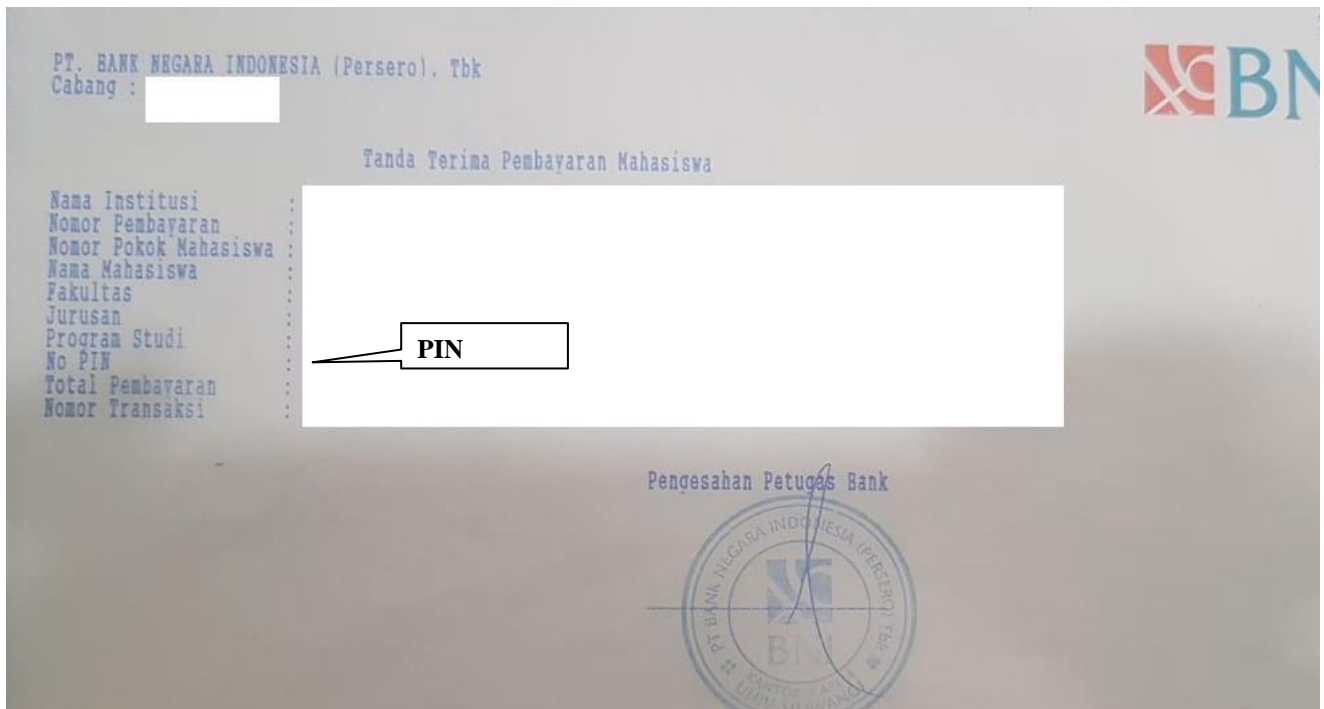 PT. BANK NEGARA INDONESIA (Persero). Tbk
Cabang :
BN
Tanda Terima Pembayaran Mahasiswa
Nama Institusi :
Nomor Pembayaran :
Nomor Pokok Mahasiswa :
Nama Mahasiswa :
Fakultas :
Jurusan :
Program Studi :
No PIN :
PIN
Total Pembayaran :
Nomor Transaksi :
Pengesahan Petugas Bank
PT BANK NEGARA INDONESIA (PERSERO) Tbk
BNI